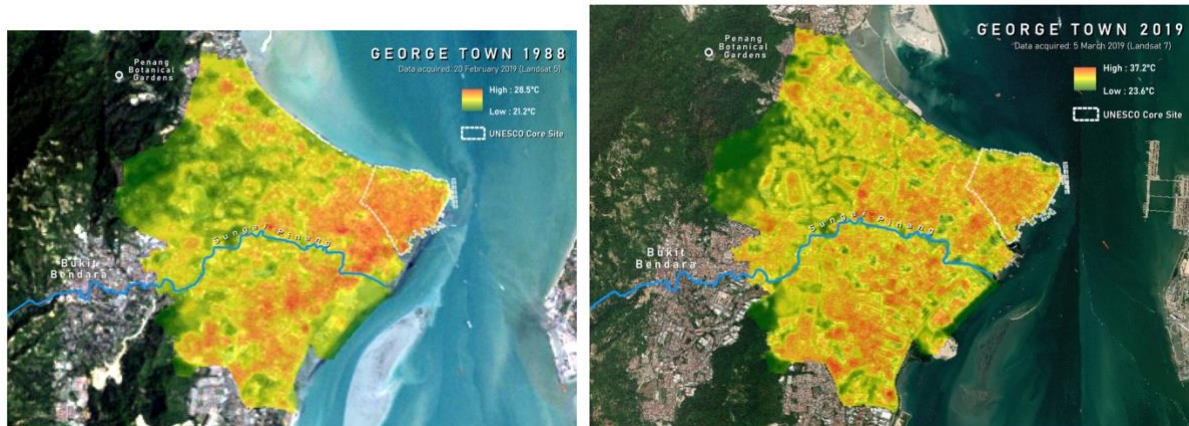 GEORGE TOWN 1988
Data acquired: 20 February 2019 (Landsat 5)
Penang
Botanical
Gardens
High : 28.5°C
Low : 21.2°C
UNESCO Core Site
Sungai Pinang
Bukit
Bendara
GEORGE TOWN 2019
Data acquired: 5 March 2019 (Landsat 7)
Penang
Botanical
Gardens
High : 37.2°C
Low : 23.6°C
UNESCO Core Site
Sungai Pinang
Bukit
Bendara